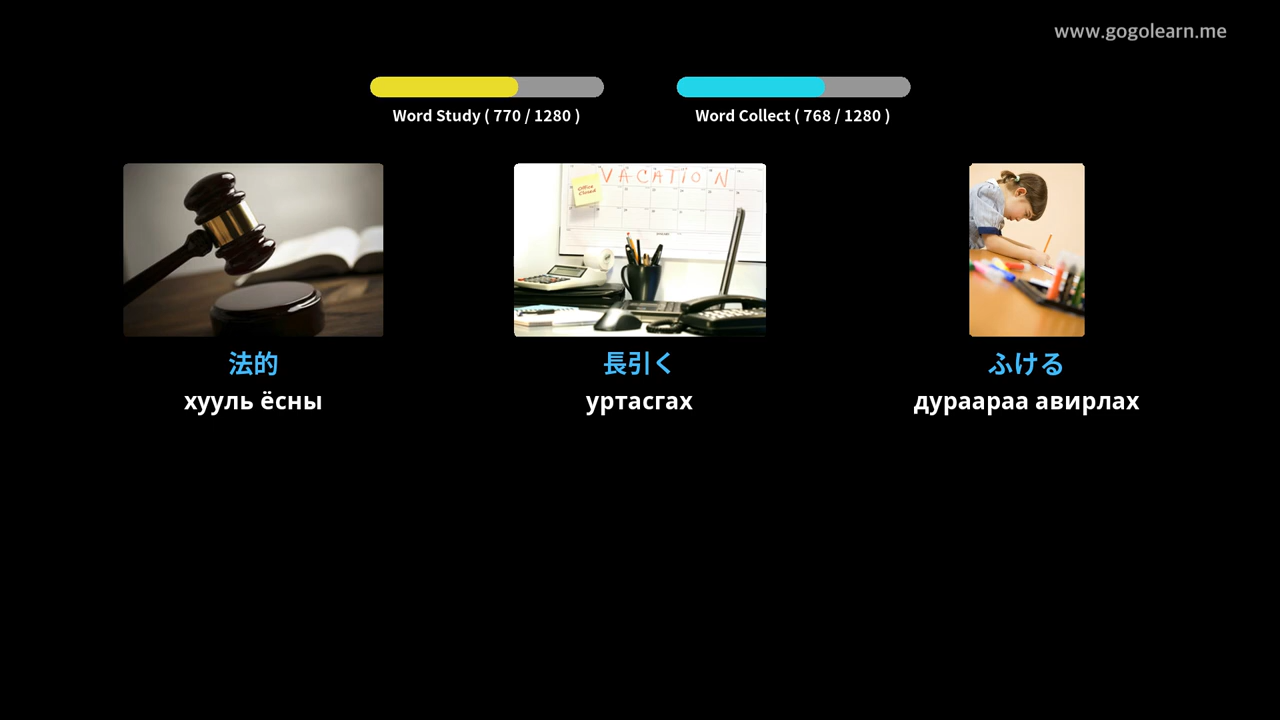 www.gogolearn.me
Word Study ( 770 / 1280 )
Word Collect ( 768 / 1280 )
VACATION
法的
長引く
ふける
хууль ёсны
уртасгах
дураараа авирлах